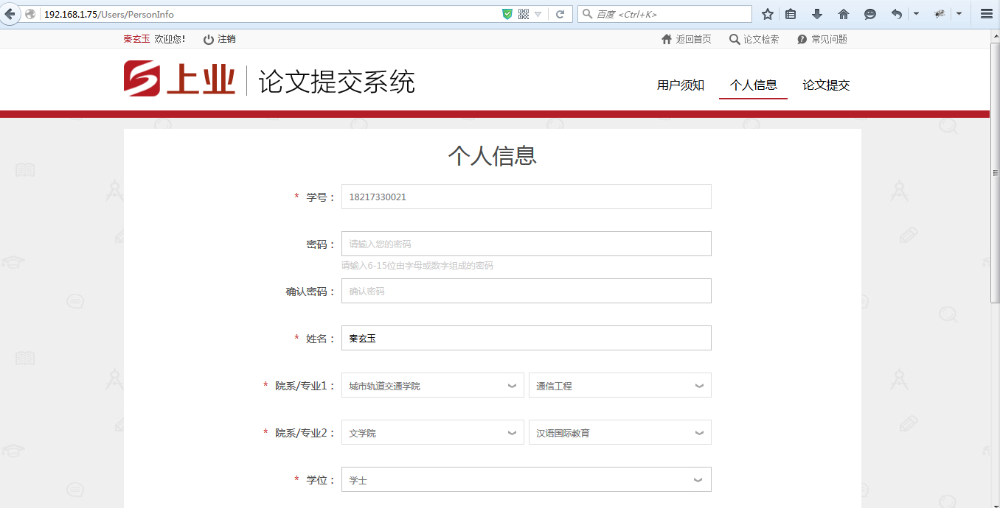 192.168.1.75/Users/PersonInfo
百度 <Ctrl+K>
秦玄玉 欢迎您！ 注销
返回首页 论文检索 常见问题
上业 论文提交系统
用户须知 个人信息 论文提交
个人信息
* 学号： 18217330021
密码： 请输入您的密码
请输入6-15位由字母或数字组成的密码
确认密码： 确认密码
* 姓名： 秦玄玉
* 院系/专业1： 城市轨道交通学院 通信工程
* 院系/专业2： 文学院 汉语国际教育
* 学位： 学士